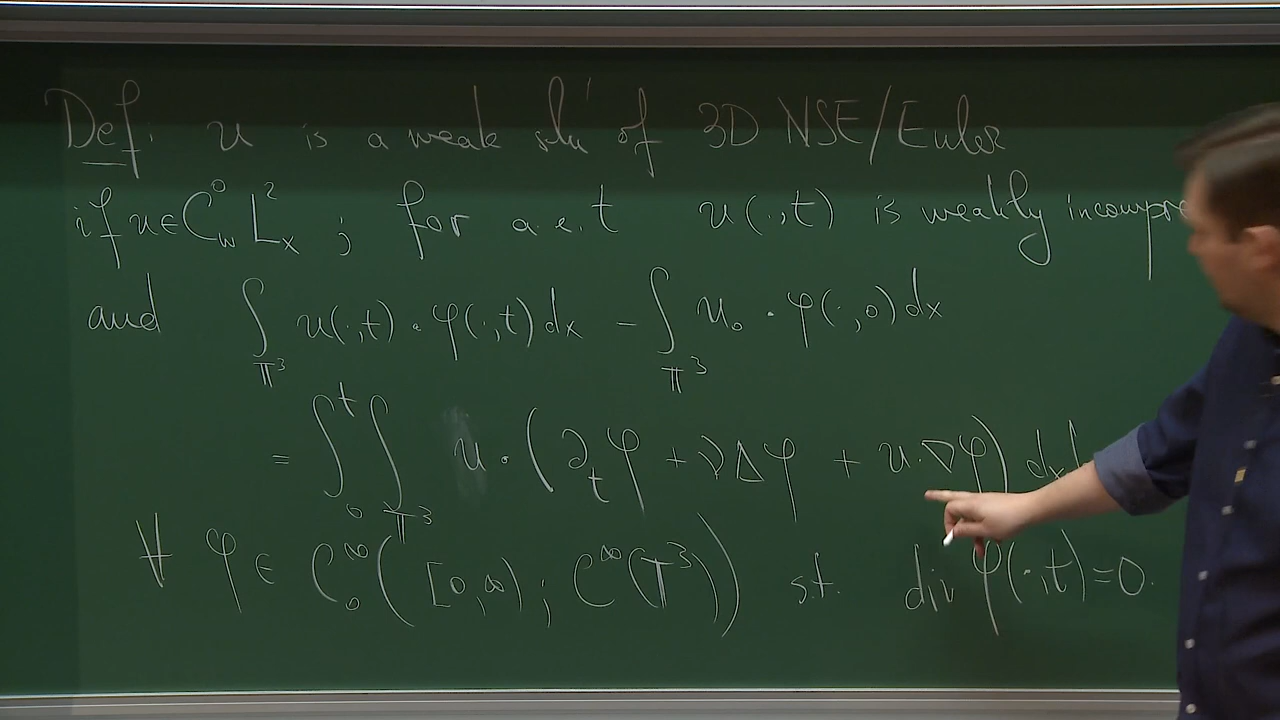 Def. u is a weak sln' of 3D NSE/Euler
if u ∈ C⁰_w L²_x ; for a.e. t u(·,t) is weakly incompre
and ∫_{𝕋³} u(·,t) · φ(·,t) dx − ∫_{𝕋³} u₀ · φ(·,0) dx
= ∫₀ᵗ ∫_{𝕋³} u · (∂_t φ + νΔφ + u·∇φ) dxd
∀ φ ∈ C₀^∞([0,∞); C^∞(𝕋³)) s.t. div φ(·,t)=0.